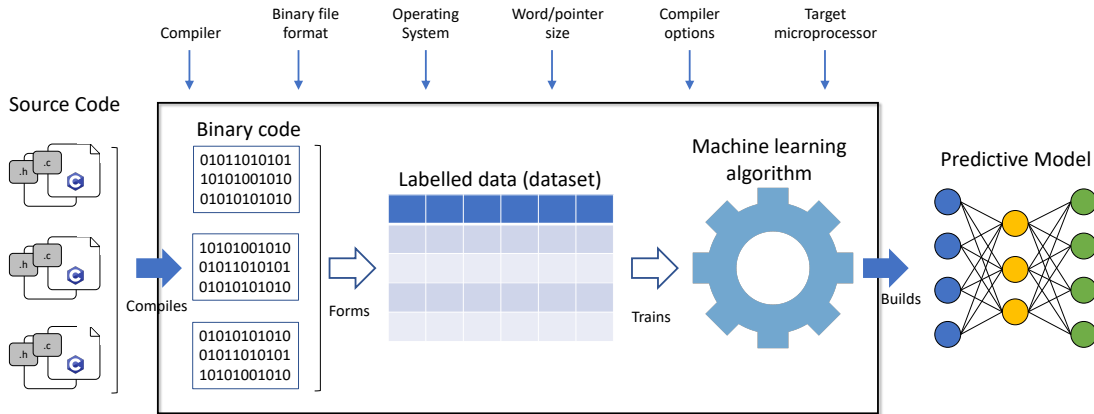 Compiler
Binary file
format
Operating
System
Word/pointer
size
Compiler
options
Target
microprocessor
Source Code
.h
.c
C
.h
.c
C
.h
.c
C
Compiles
Binary code
01011010101
10101001010
01010101010
10101001010
01011010101
01010101010
01010101010
01011010101
10101001010
Forms
Labelled data (dataset)
Trains
Machine learning
algorithm
Builds
Predictive Model